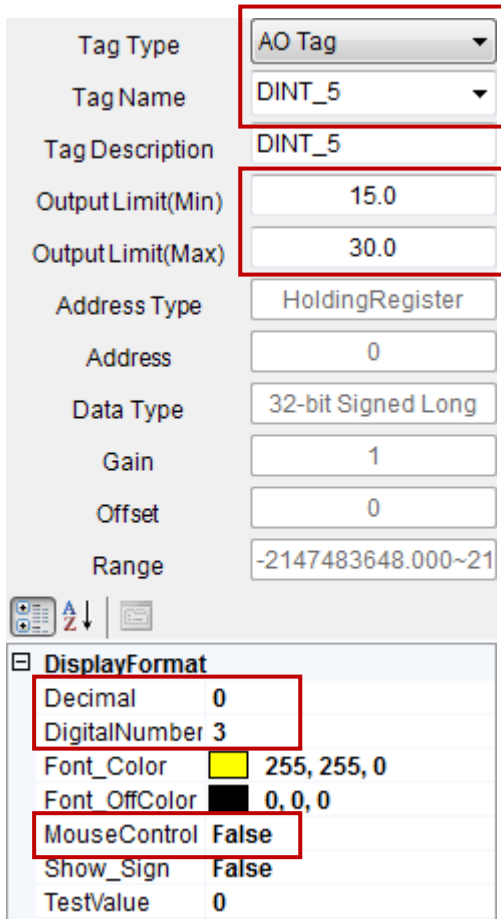 Tag Type AO Tag
Tag Name DINT_5
Tag Description DINT_5
Output Limit(Min) 15.0
Output Limit(Max) 30.0
Address Type HoldingRegister
Address 0
Data Type 32-bit Signed Long
Gain 1
Offset 0
Range -2147483648.000~21
A Z
DisplayFormat
Decimal 0
DigitalNumber 3
Font_Color 255, 255, 0
Font_OffColor 0, 0, 0
MouseControl False
Show_Sign False
TestValue 0